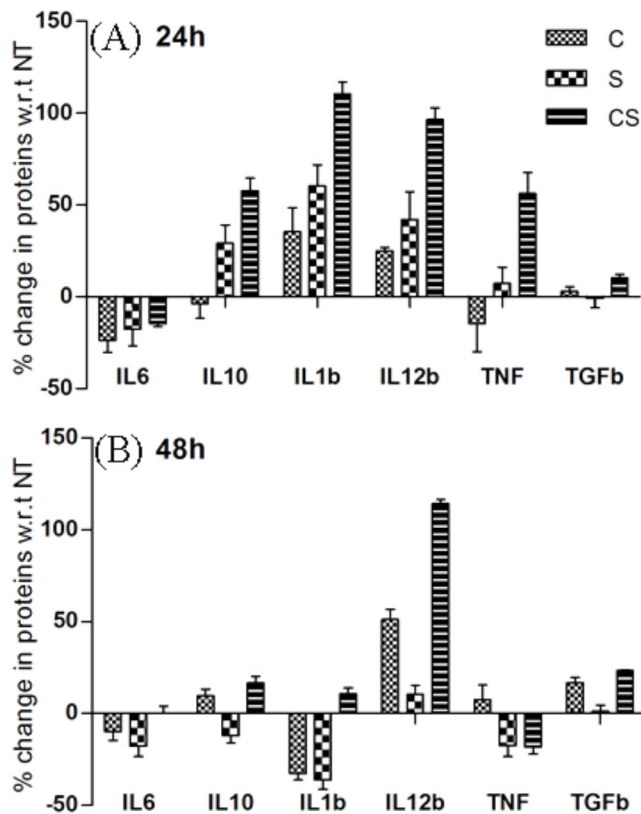 (A) 24h
% change in proteins w.r.t NT
150
100
50
0
-50
C
S
CS
IL6 IL10 IL1b IL12b TNF TGFb
(B) 48h
% change in proteins w.r.t NT
150
100
50
0
-50
IL6 IL10 IL1b IL12b TNF TGFb